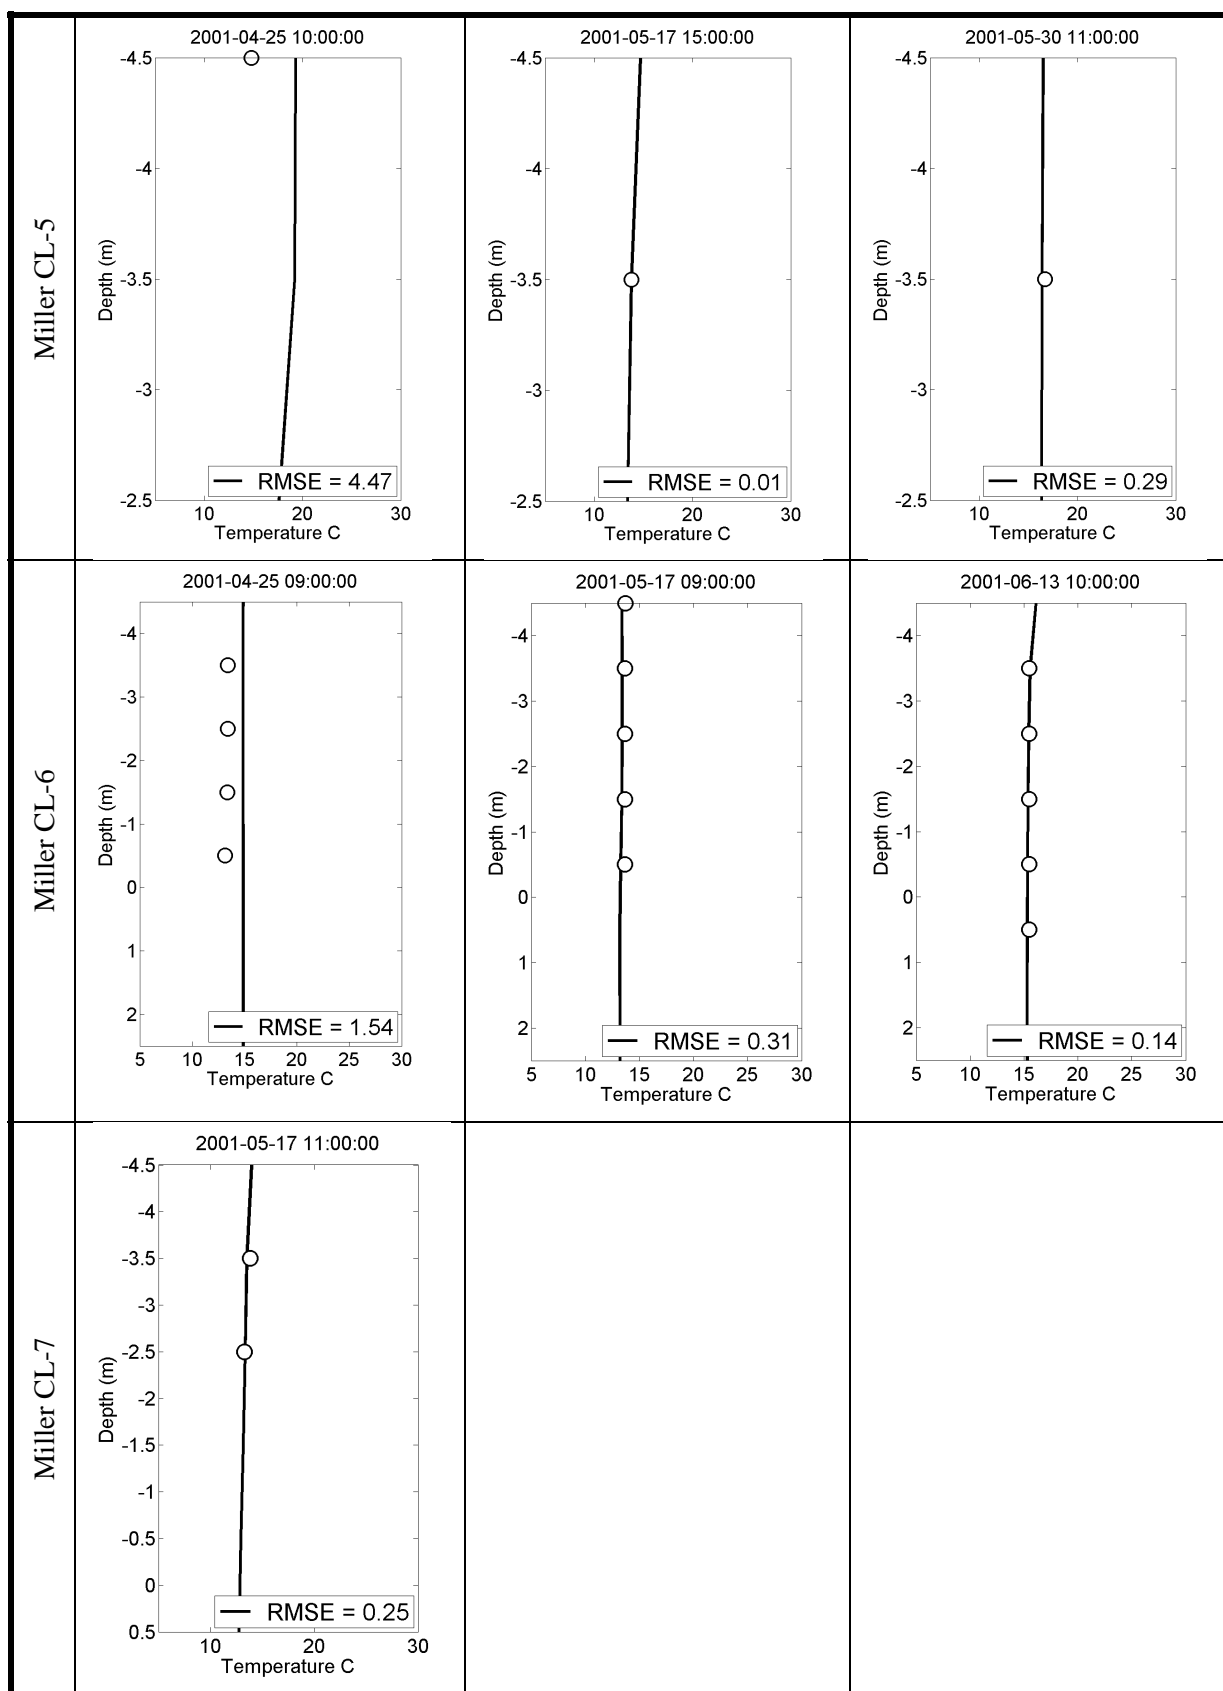 Miller CL-5
2001-04-25 10:00:00
-4.5
-4
-3.5
-3
-2.5
Depth (m)
RMSE = 4.47
10 20 30
Temperature C
2001-05-17 15:00:00
-4.5
-4
-3.5
-3
-2.5
Depth (m)
RMSE = 0.01
10 20 30
Temperature C
2001-05-30 11:00:00
-4.5
-4
-3.5
-3
-2.5
Depth (m)
RMSE = 0.29
10 20 30
Temperature C
Miller CL-6
2001-04-25 09:00:00
-4
-3
-2
-1
0
1
2
Depth (m)
RMSE = 1.54
5 10 15 20 25 30
Temperature C
2001-05-17 09:00:00
-4
-3
-2
-1
0
1
2
Depth (m)
RMSE = 0.31
5 10 15 20 25 30
Temperature C
2001-06-13 10:00:00
-4
-3
-2
-1
0
1
2
Depth (m)
RMSE = 0.14
5 10 15 20 25 30
Temperature C
Miller CL-7
2001-05-17 11:00:00
-4.5
-4
-3.5
-3
-2.5
-2
-1.5
-1
-0.5
0
0.5
Depth (m)
RMSE = 0.25
10 20 30
Temperature C